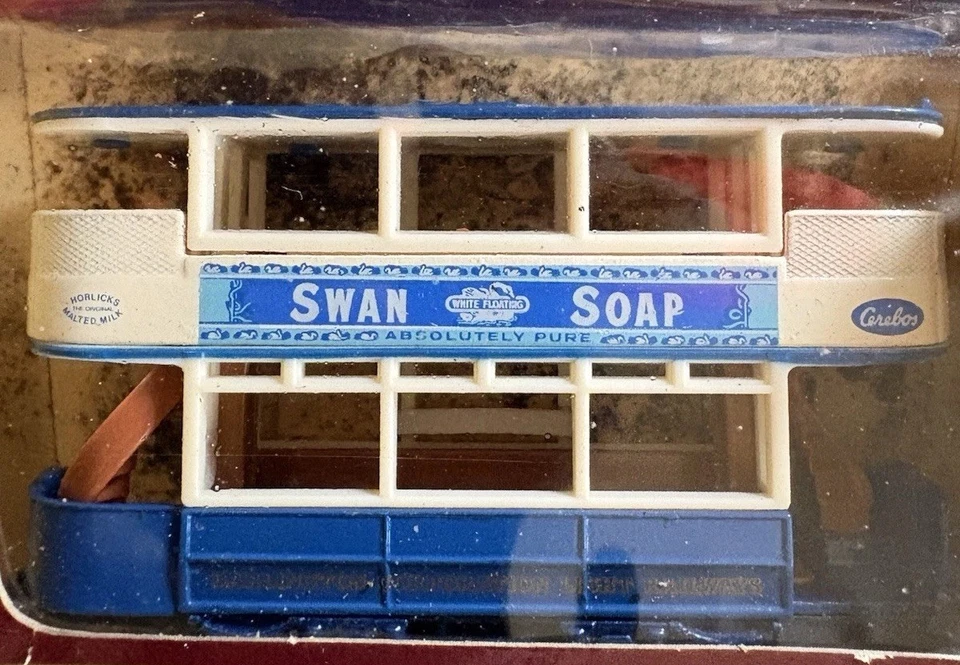 SWAN WHITE FLOATING SOAP
ABSOLUTELY PURE
HORLICKS
THE ORIGINAL
MALTED MILK
Cerebos